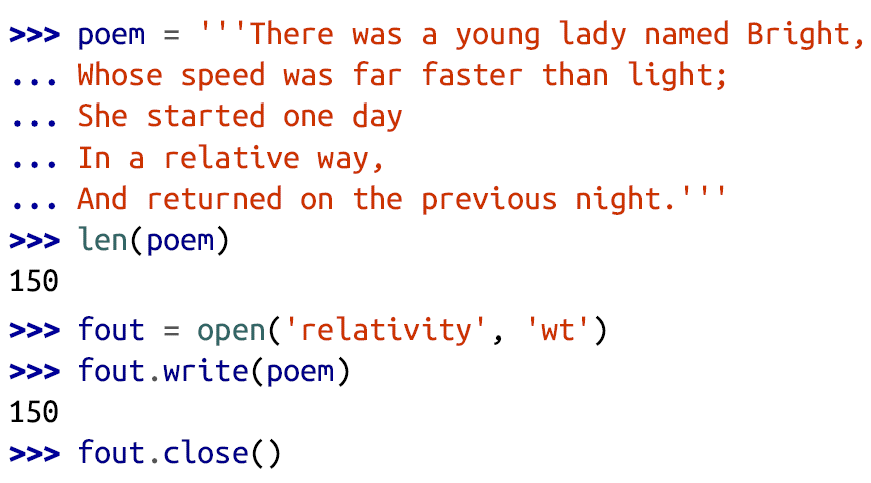 >>> poem = '''There was a young lady named Bright,
... Whose speed was far faster than light;
... She started one day
... In a relative way,
... And returned on the previous night.'''
>>> len(poem)
150
>>> fout = open('relativity', 'wt')
>>> fout.write(poem)
150
>>> fout.close()